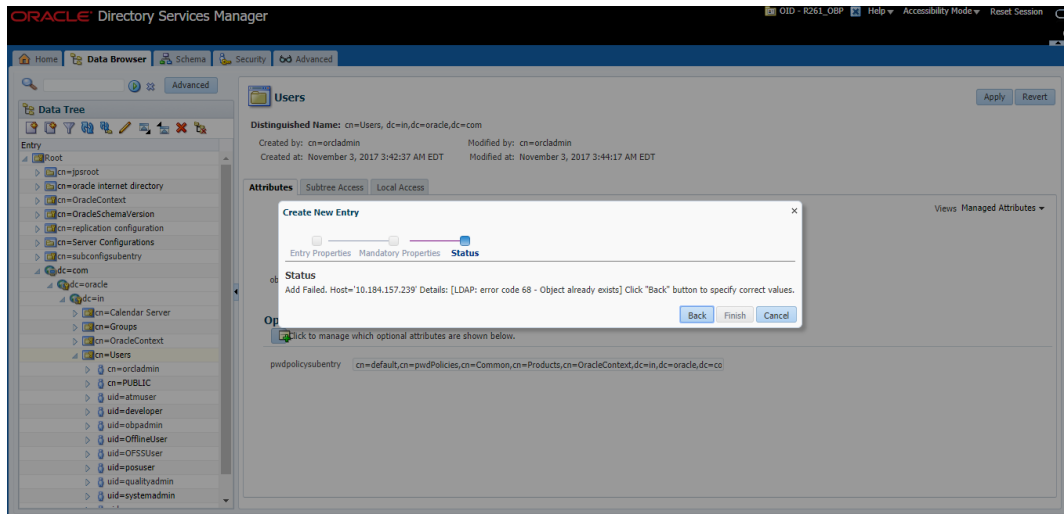 ORACLE Directory Services Manager
OID - R261_OBP Help Accessibility Mode Reset Session
Home Data Browser Schema Security Advanced
Advanced
Data Tree
Entry
Root
cn=jpsroot
cn=oracle internet directory
cn=OracleContext
cn=OracleSchemaVersion
cn=replication configuration
cn=Server Configurations
cn=subconfigsubentry
dc=com
dc=oracle
dc=in
cn=Calendar Server
cn=Groups
cn=OracleContext
cn=Users
cn=orcladmin
cn=PUBLIC
uid=atmuser
uid=developer
uid=obpadmin
uid=OfflineUser
uid=OFSSUser
uid=posuser
uid=qualityadmin
uid=systemadmin
Users
Apply Revert
Distinguished Name: cn=Users, dc=in,dc=oracle,dc=com
Created by: cn=orcladmin Modified by: cn=orcladmin
Created at: November 3, 2017 3:42:37 AM EDT Modified at: November 3, 2017 3:44:17 AM EDT
Attributes Subtree Access Local Access
Views Managed Attributes
Create New Entry
Entry Properties Mandatory Properties Status
ob
Status
Add Failed. Host='10.184.157.239' Details: [LDAP: error code 68 - Object already exists] Click "Back" button to specify correct values.
Back Finish Cancel
Op
Click to manage which optional attributes are shown below.
pwdpolicysubentry cn=default,cn=pwdPolicies,cn=Common,cn=Products,cn=OracleContext,dc=in,dc=oracle,dc=co